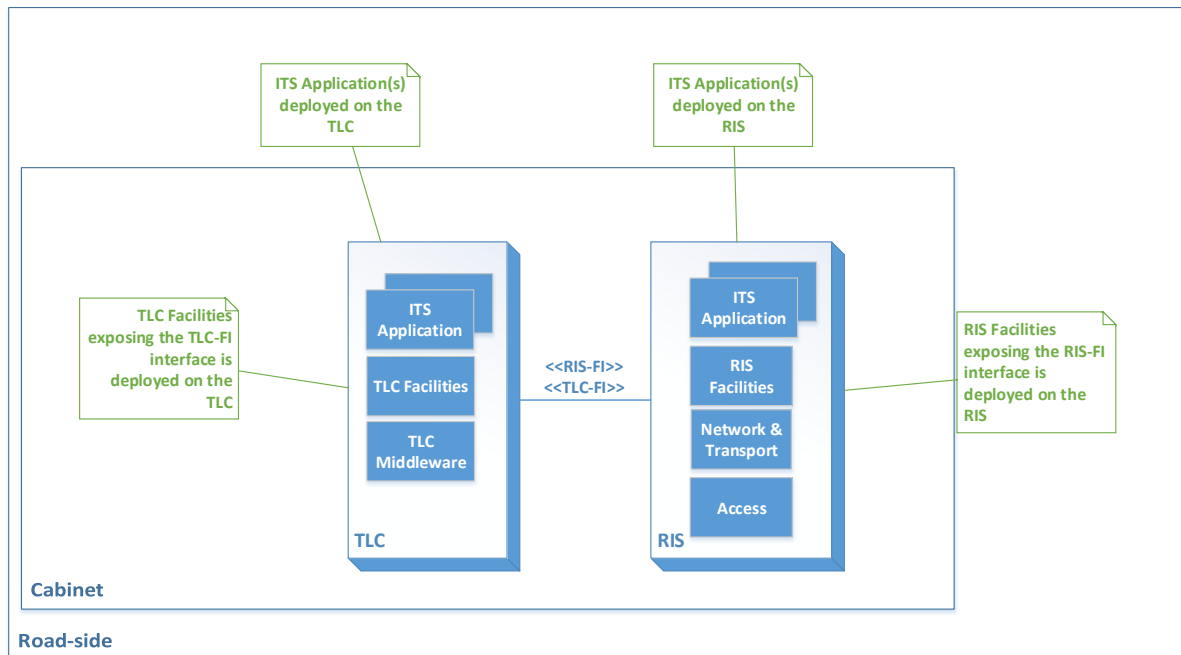 ITS Application(s)
deployed on the
TLC
ITS Application(s)
deployed on the
RIS
TLC Facilities
exposing the TLC-FI
interface is
deployed on the
TLC
ITS
Application
TLC Facilities
TLC
Middleware
TLC
<<RIS-FI>>
<<TLC-FI>>
ITS
Application
RIS
Facilities
Network &
Transport
Access
RIS
RIS Facilities
exposing the RIS-FI
interface is
deployed on the
RIS
Cabinet
Road-side